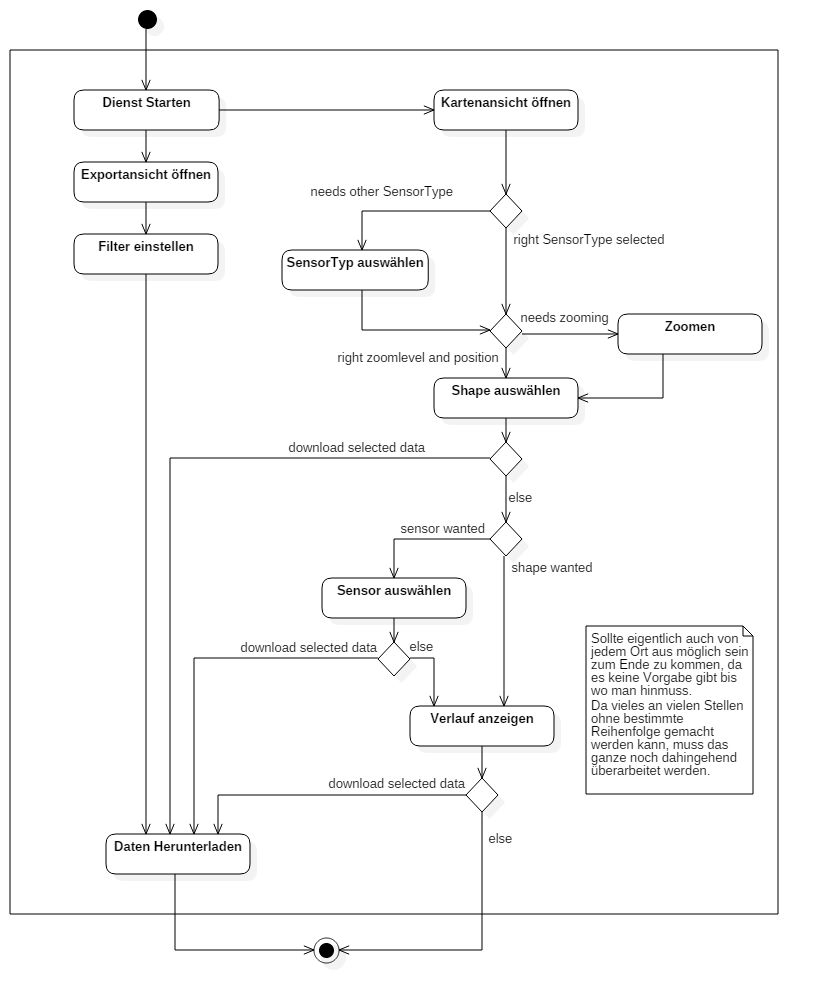 Dienst Starten
Kartenansicht öffnen
Exportansicht öffnen
needs other SensorType
Filter einstellen
right SensorType selected
SensorTyp auswählen
needs zooming
Zoomen
right zoomlevel and position
Shape auswählen
download selected data
else
sensor wanted
shape wanted
Sensor auswählen
download selected data
else
Sollte eigentlich auch von
jedem Ort aus möglich sein
zum Ende zu kommen, da
es keine Vorgabe gibt bis
wo man hinmuss.
Da vieles an vielen Stellen
ohne bestimmte
Reihenfolge gemacht
werden kann, muss das
ganze noch dahingehend
überarbeitet werden.
Verlauf anzeigen
download selected data
else
Daten Herunterladen